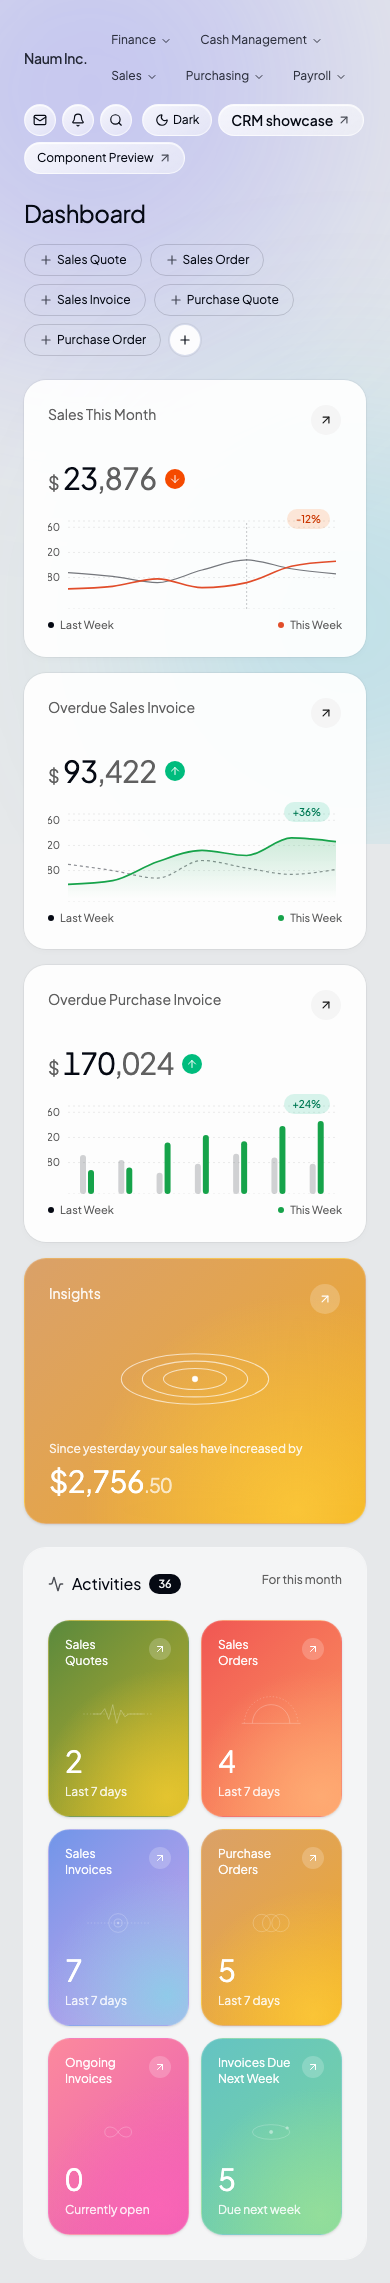 Naum Inc.
Finance
Cash Management
Sales
Purchasing
Payroll
Dark
CRM showcase
Component Preview
Dashboard
Sales Quote
Sales Order
Sales Invoice
Purchase Quote
Purchase Order
Sales This Month
$ 23,876
-12%
60
20
80
Last Week
This Week
Overdue Sales Invoice
$ 93,422
+36%
60
20
80
Last Week
This Week
Overdue Purchase Invoice
$ 170,024
+24%
60
20
80
Last Week
This Week
Insights
Since yesterday your sales have increased by
$2,756.50
Activities 36
For this month
Sales
Quotes
2
Last 7 days
Sales
Orders
4
Last 7 days
Sales
Invoices
7
Last 7 days
Purchase
Orders
5
Last 7 days
Ongoing
Invoices
0
Currently open
Invoices Due
Next Week
5
Due next week